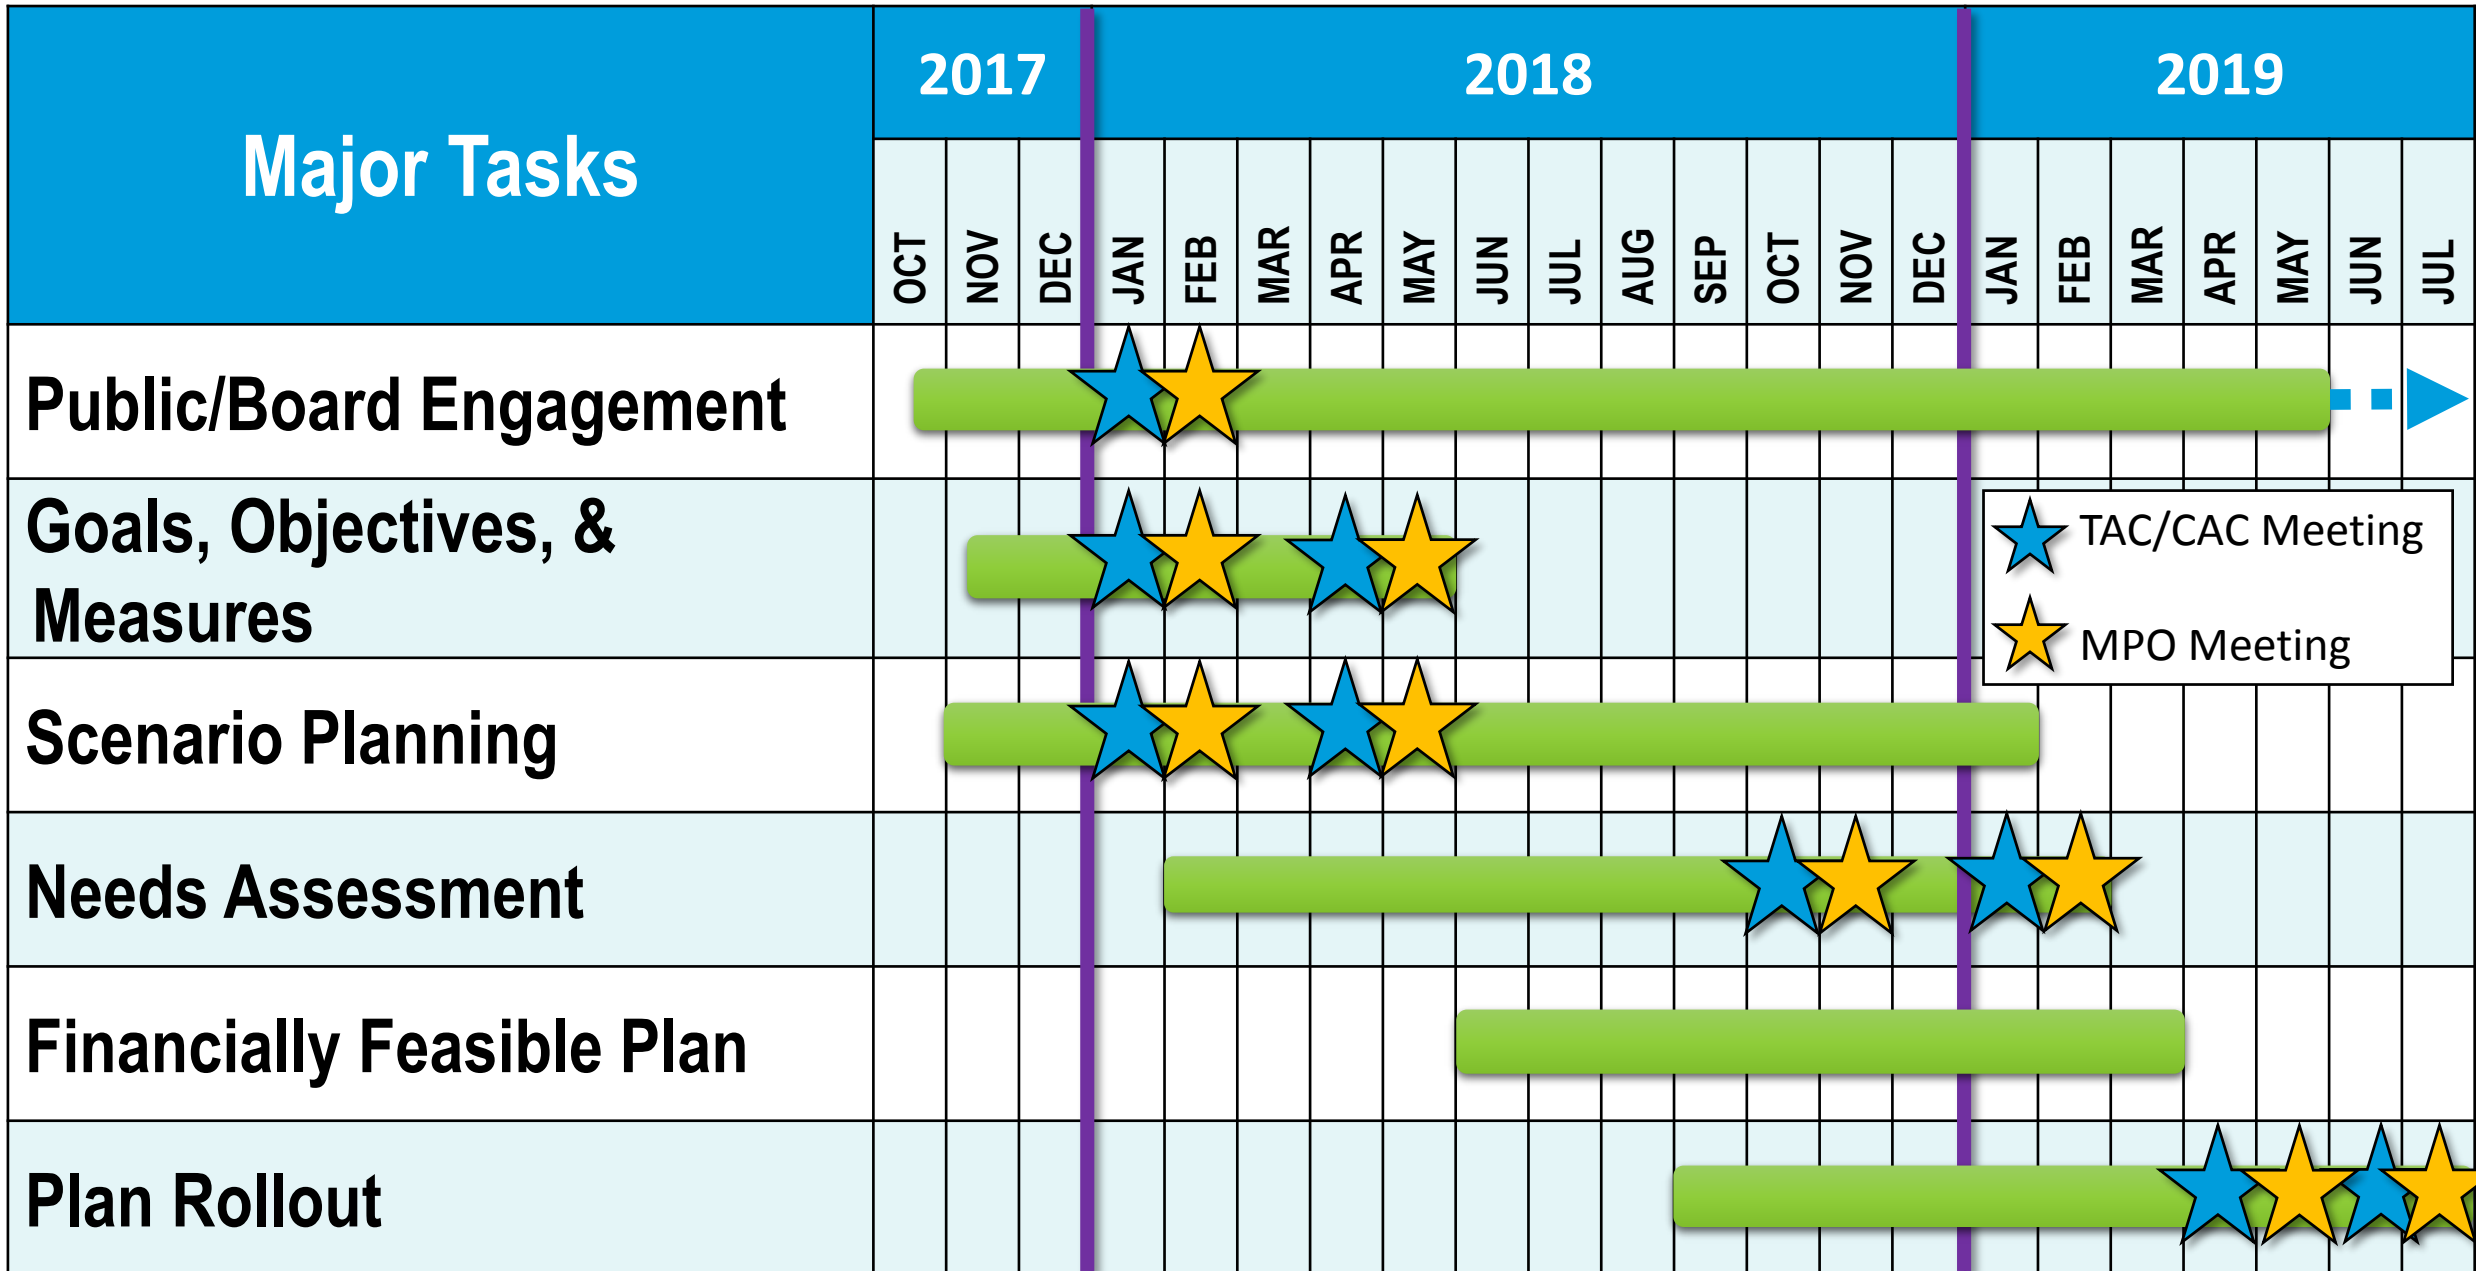 Major Tasks
2017
2018
2019
OCT
NOV
DEC
JAN
FEB
MAR
APR
MAY
JUN
JUL
AUG
SEP
OCT
NOV
DEC
JAN
FEB
MAR
APR
MAY
JUN
JUL
Public/Board Engagement
Goals, Objectives, &
Measures
TAC/CAC Meeting
MPO Meeting
Scenario Planning
Needs Assessment
Financially Feasible Plan
Plan Rollout